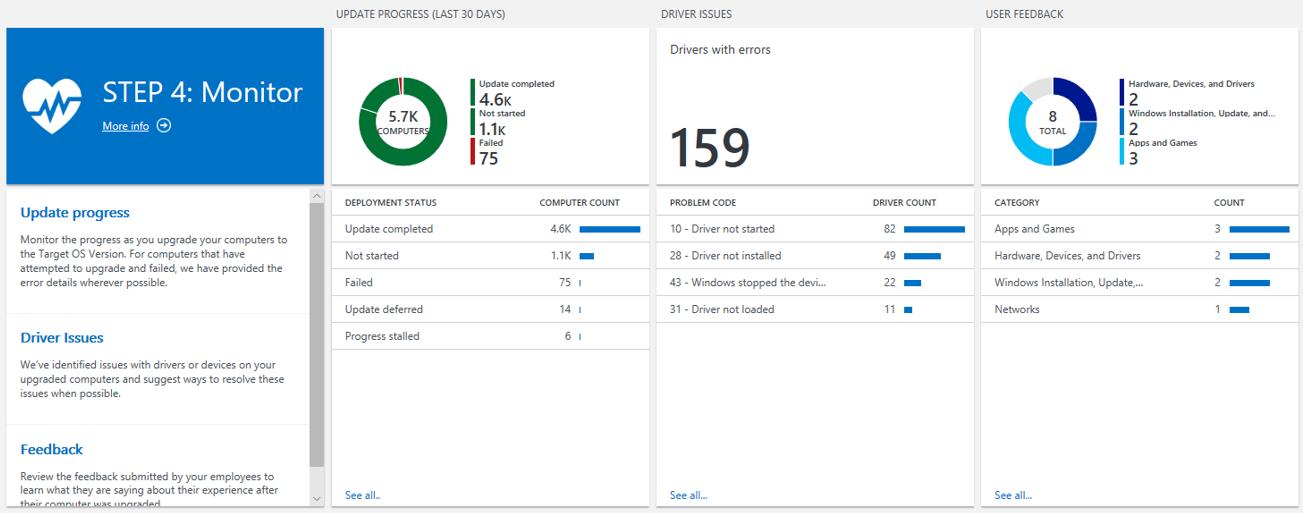 STEP 4: Monitor
More info
Update progress
Monitor the progress as you upgrade your computers to
the Target OS Version. For computers that have
attempted to upgrade and failed, we have provided the
error details wherever possible.
Driver Issues
We've identified issues with drivers or devices on your
upgraded computers and suggest ways to resolve these
issues when possible.
Feedback
Review the feedback submitted by your employees to
learn what they are saying about their experience after
their computer was upgraded
UPDATE PROGRESS (LAST 30 DAYS)
5.7K
COMPUTERS
Update completed
4.6K
Not started
1.1K
Failed
75
DEPLOYMENT STATUS COMPUTER COUNT
Update completed 4.6K
Not started 1.1K
Failed 75
Update deferred 14
Progress stalled 6
See all..
DRIVER ISSUES
Drivers with errors
159
PROBLEM CODE DRIVER COUNT
10 - Driver not started 82
28 - Driver not installed 49
43 - Windows stopped the devi... 22
31 - Driver not loaded 11
See all...
USER FEEDBACK
8
TOTAL
Hardware, Devices, and Drivers
2
Windows Installation, Update, and...
2
Apps and Games
3
CATEGORY COUNT
Apps and Games 3
Hardware, Devices, and Drivers 2
Windows Installation, Update,... 2
Networks 1
See all...